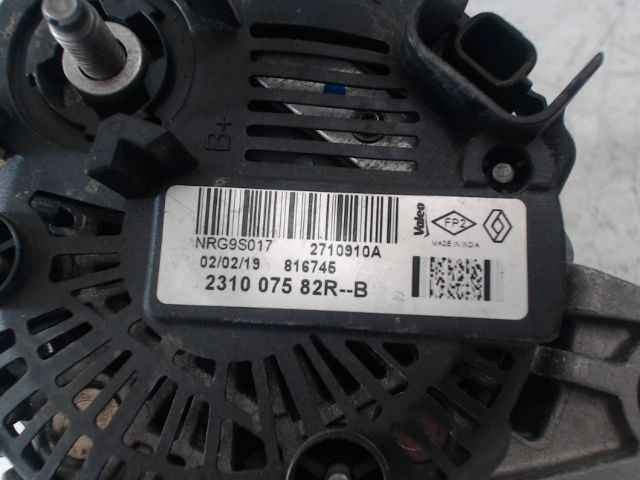 B+
Valeo
FP2
MADE IN INDIA
NRG9S017 2710910A
02/02/19 816745
2310 075 82R--B